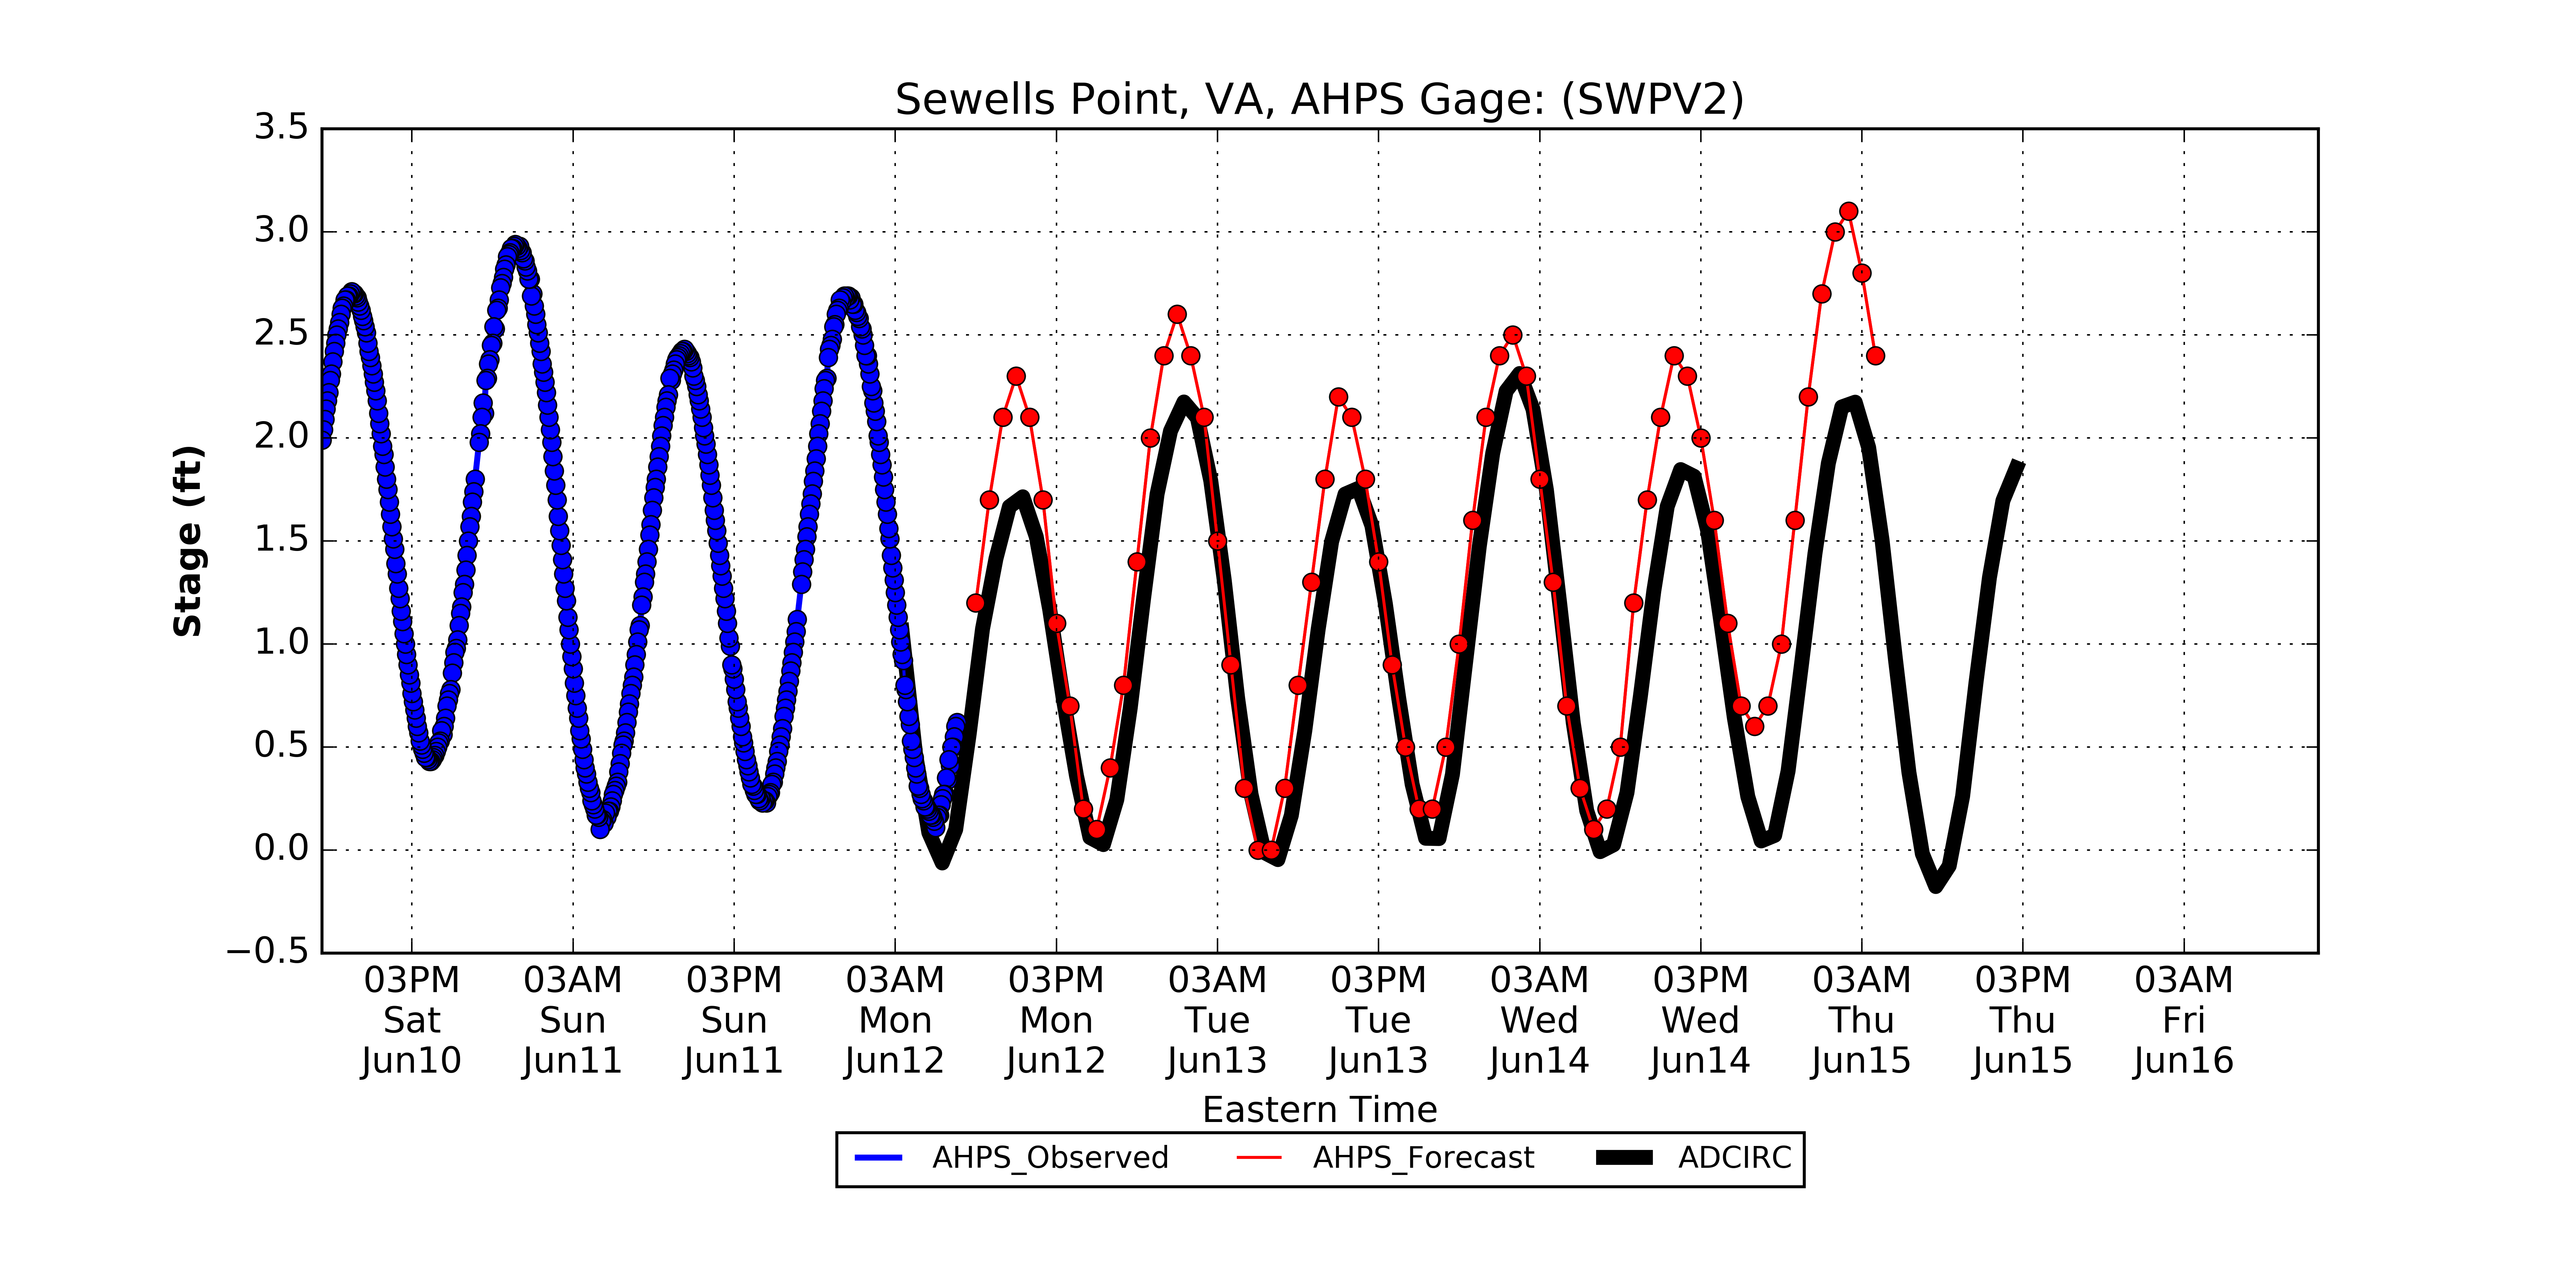 Sewells Point, VA, AHPS Gage: (SWPV2)
3.5
3.0
2.5
2.0
1.5
1.0
0.5
0.0
−0.5
Stage (ft)
03PM 03AM 03PM 03AM 03PM 03AM 03PM 03AM 03PM 03AM 03PM 03AM
Sat Sun Sun Mon Mon Tue Tue Wed Wed Thu Thu Fri
Jun10 Jun11 Jun11 Jun12 Jun12 Jun13 Jun13 Jun14 Jun14 Jun15 Jun15 Jun16
Eastern Time
AHPS_Observed AHPS_Forecast ADCIRC